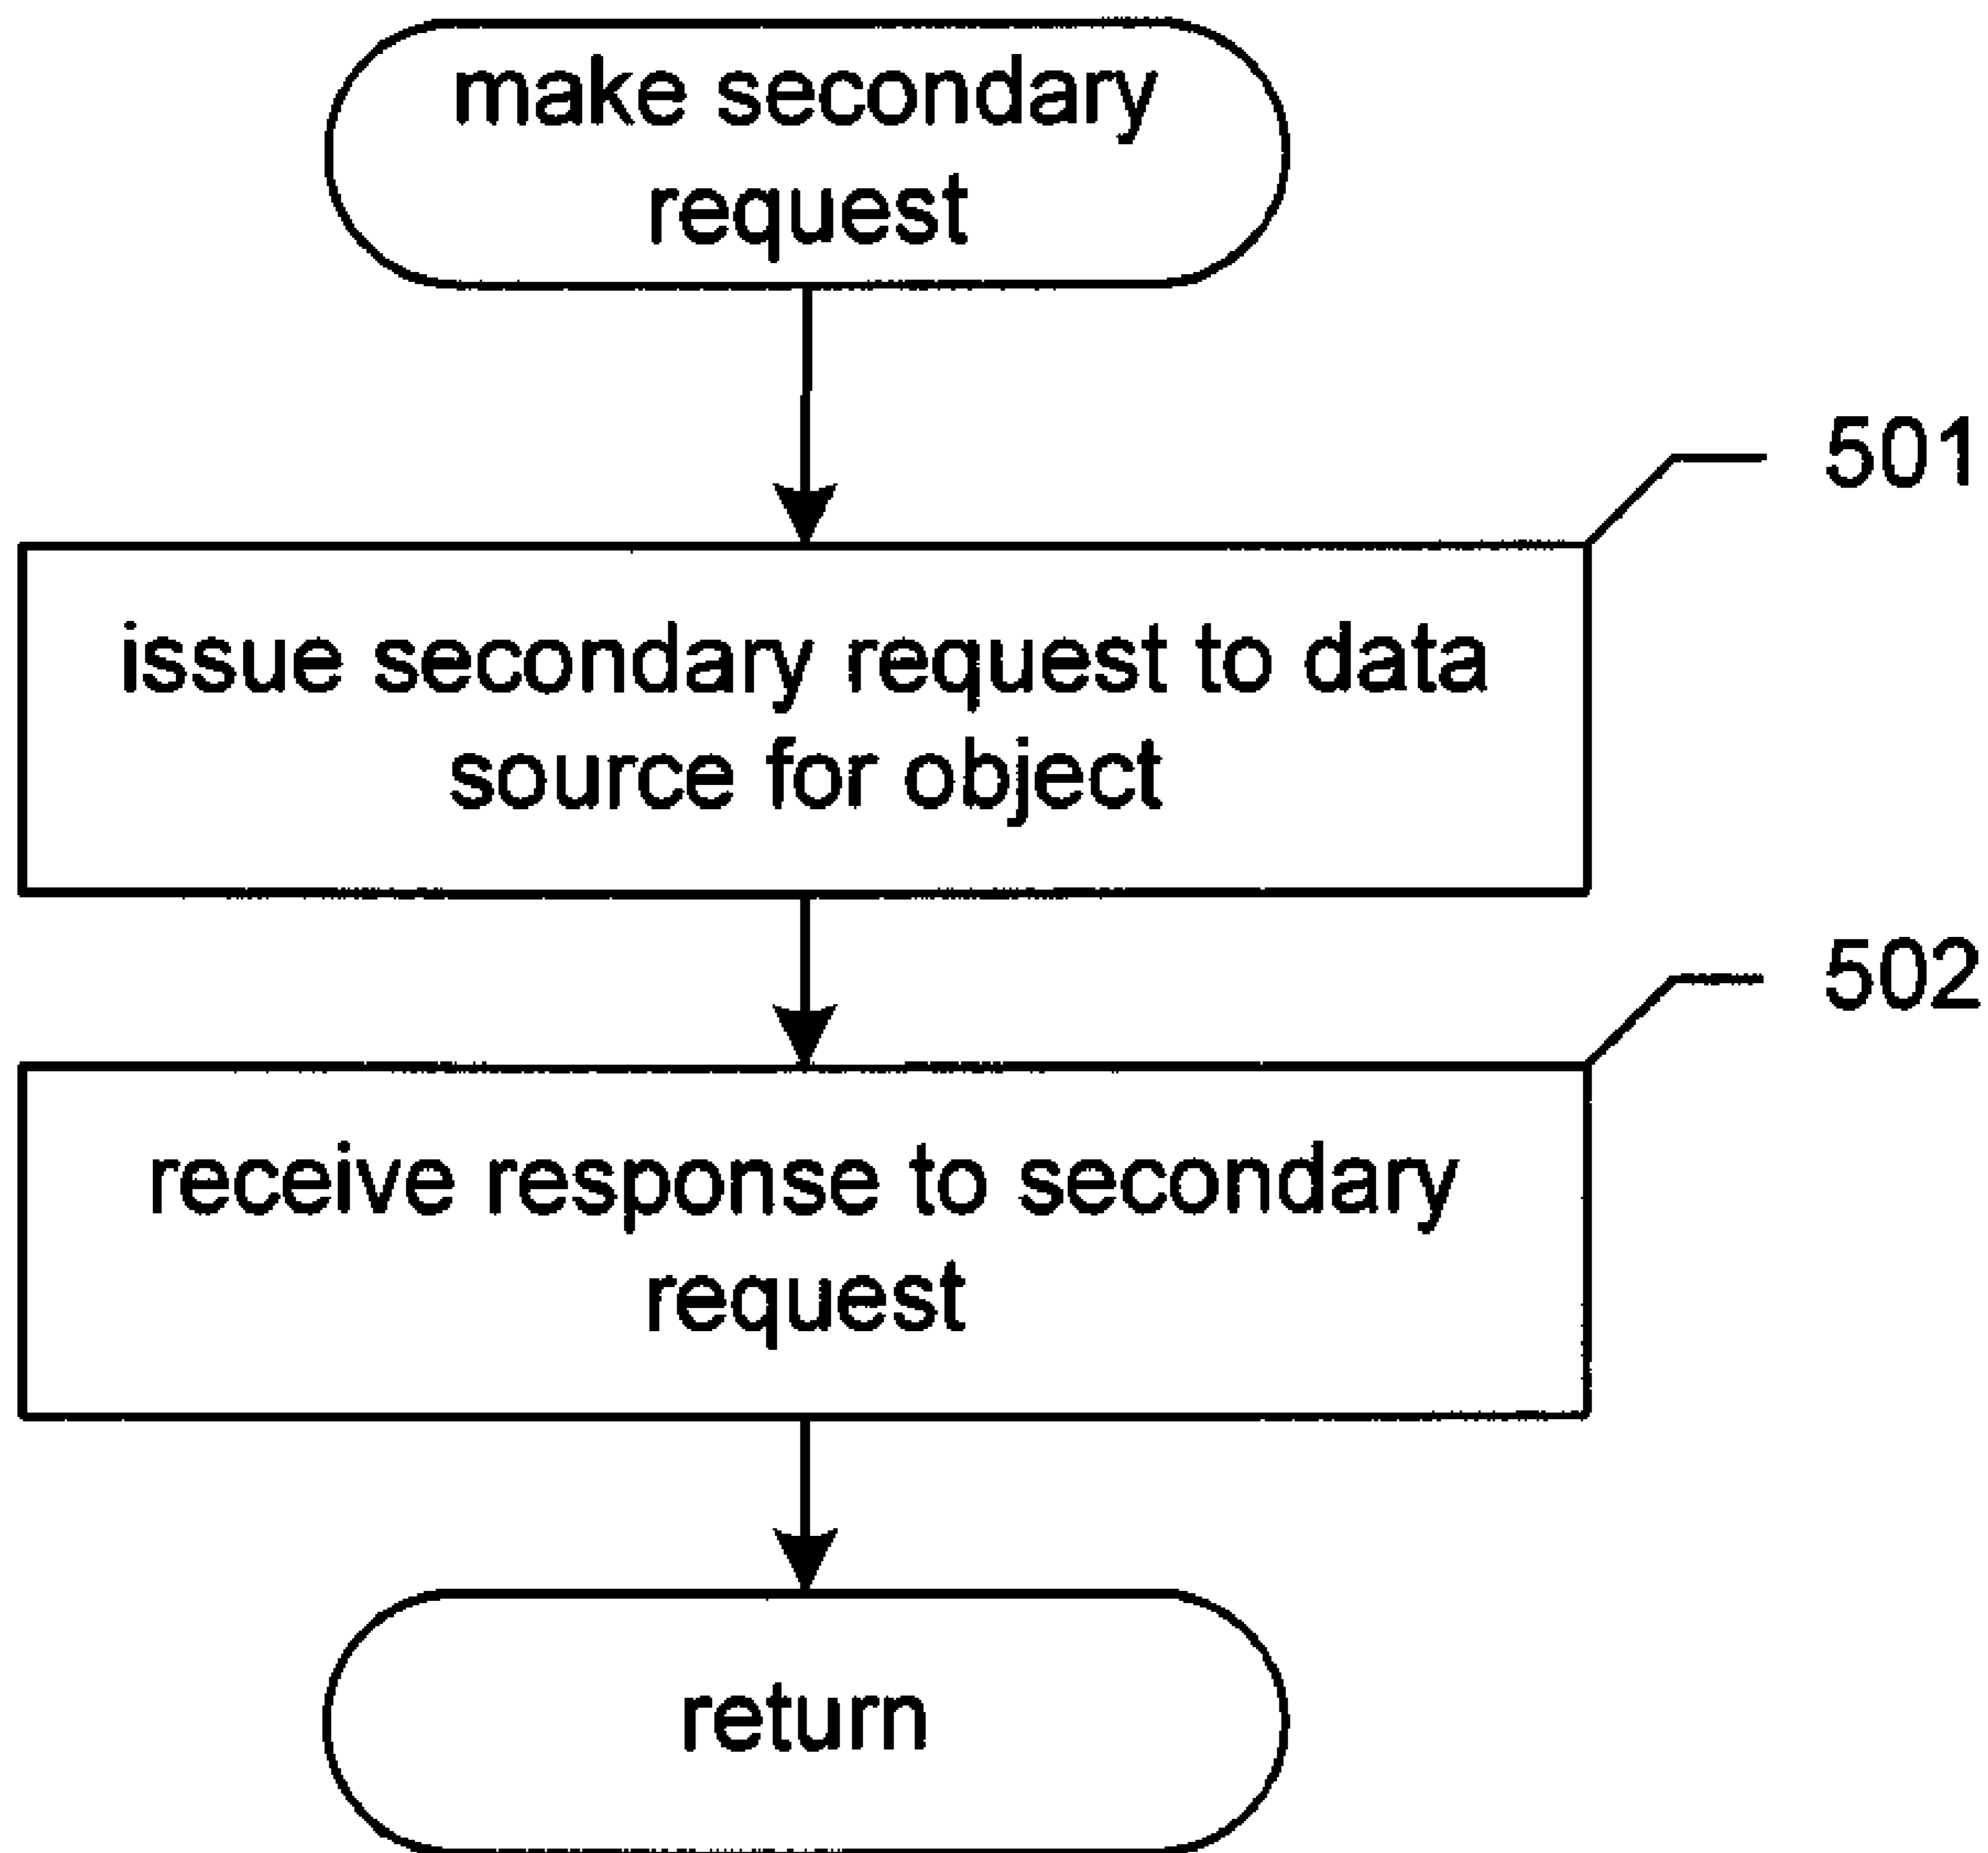 make secondary
request
501
issue secondary request to data
source for object
502
receive response to secondary
request
return